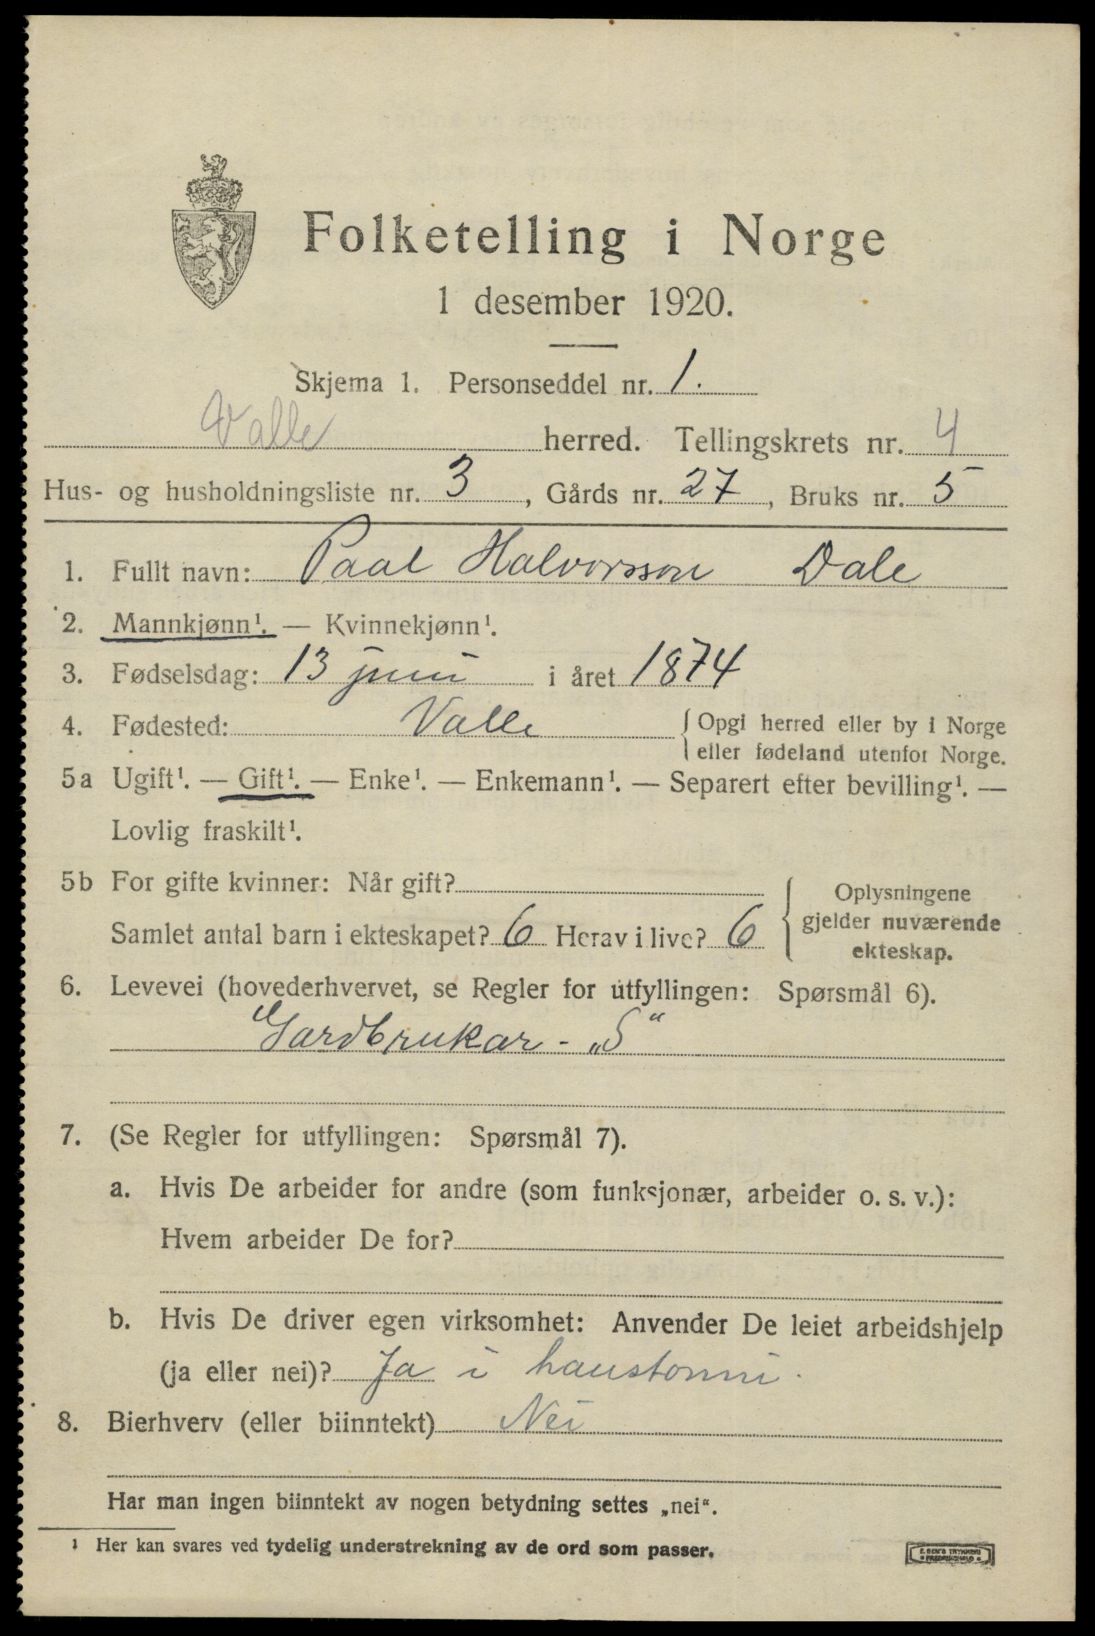 Folketelling i Norge
1 desember 1920.
Skjema 1. Personseddel nr. 1.
Valle herred. Tellingskrets nr. 4
Hus- og husholdningsliste nr. 3, Gårds nr. 27, Bruks nr. 5
1. Fullt navn: Paal Halvorsson Dale
2. Mannkjønn¹. — Kvinnekjønn¹.
3. Fødselsdag: 13 juni i året 1874
4. Fødested: Valle { Opgi herred eller by i Norge
eller fødeland utenfor Norge.
5a Ugift¹. — Gift¹. — Enke¹. — Enkemann¹. — Separert efter bevilling¹. —
Lovlig fraskilt¹.
5b For gifte kvinner: Når gift?
Samlet antal barn i ekteskapet? 6 Herav i live? 6
{ Oplysningene
gjelder nuværende
ekteskap.
6. Levevei (hovederhvervet, se Regler for utfyllingen: Spørsmål 6).
Gardbrukar - „S“
7. (Se Regler for utfyllingen: Spørsmål 7).
a. Hvis De arbeider for andre (som funksjonær, arbeider o. s. v.):
Hvem arbeider De for?
b. Hvis De driver egen virksomhet: Anvender De leiet arbeidshjelp
(ja eller nei)? Ja i haustonni.
8. Bierhverv (eller biinntekt) Nei
Har man ingen biinntekt av nogen betydning settes „nei“.
¹ Her kan svares ved tydelig understrekning av de ord som passer.